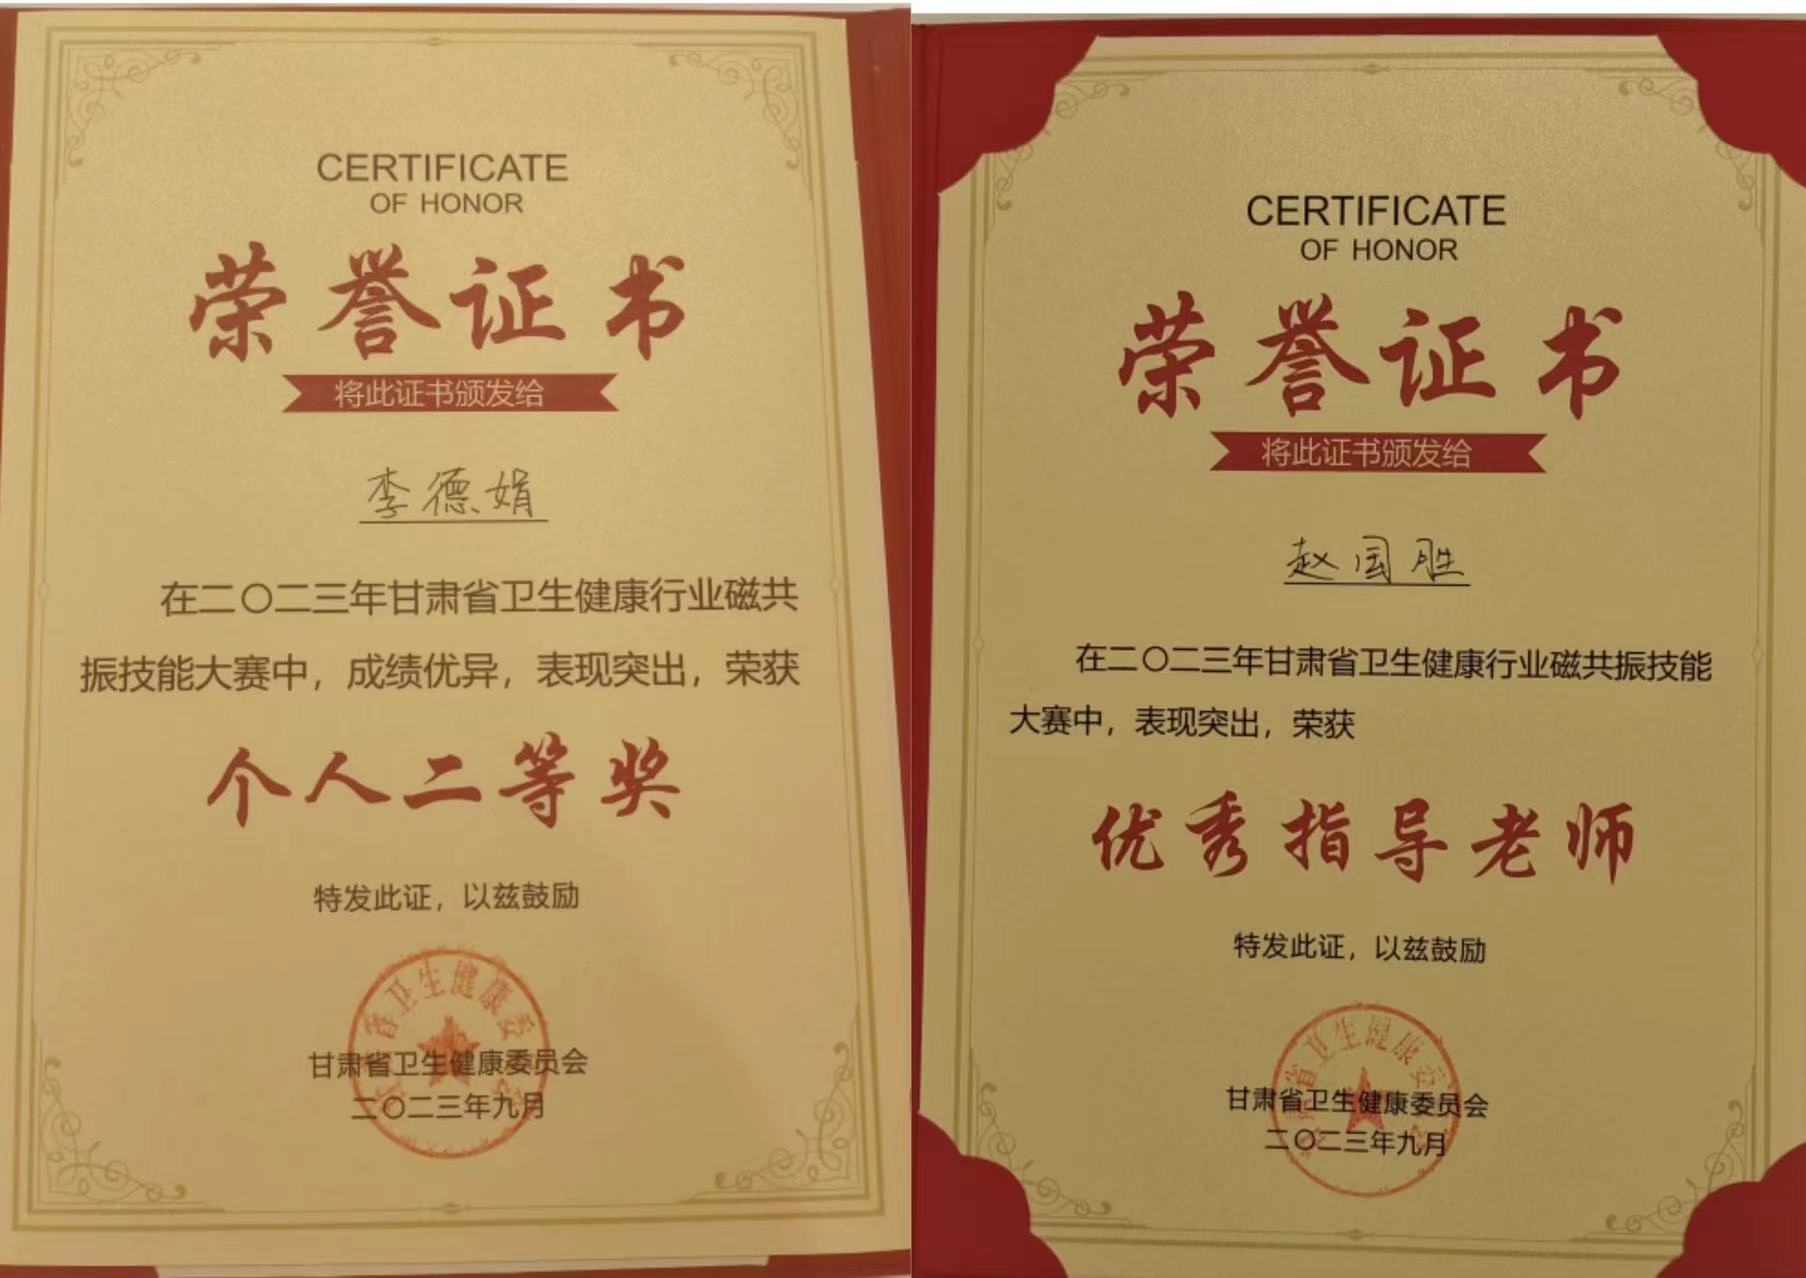 CERTIFICATE
OF HONOR
荣誉证书
将此证书颁发给
李德娟
在二〇二三年甘肃省卫生健康行业磁共
振技能大赛中，成绩优异，表现突出，荣获
个人二等奖
特发此证，以兹鼓励
甘肃省卫生健康委员会
二〇二三年九月
CERTIFICATE
OF HONOR
荣誉证书
将此证书颁发给
赵国胜
在二〇二三年甘肃省卫生健康行业磁共振技能
大赛中，表现突出，荣获
优秀指导老师
特发此证，以兹鼓励
甘肃省卫生健康委员会
二〇二三年九月